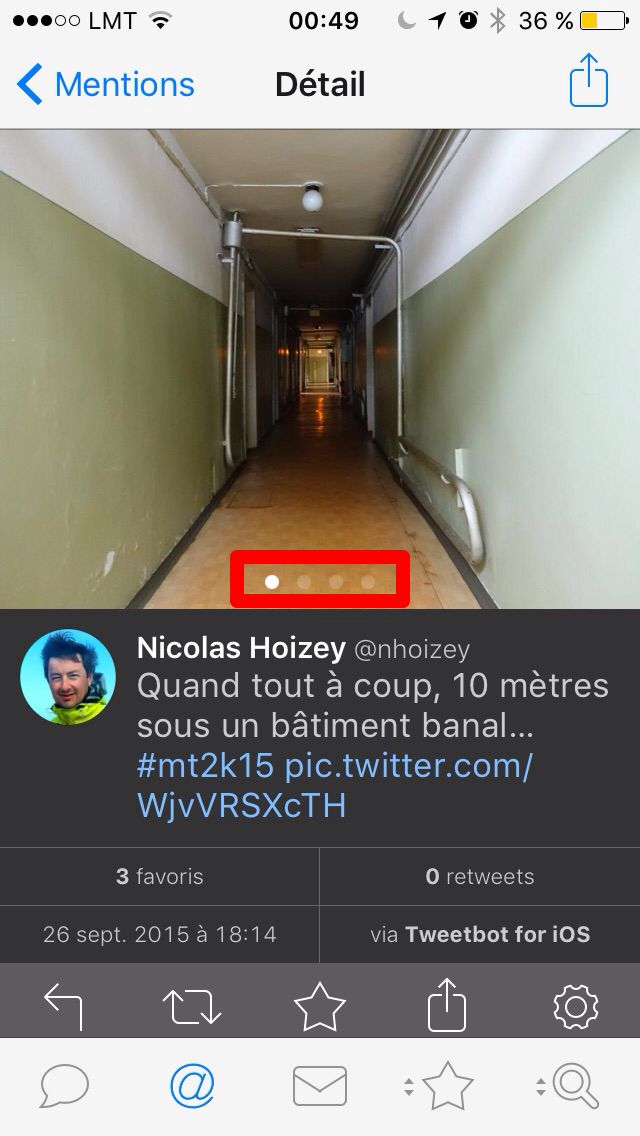 LMT 00:49 36 %
Mentions Détail
Nicolas Hoizey @nhoizey
Quand tout à coup, 10 mètres
sous un bâtiment banal...
#mt2k15 pic.twitter.com/
WjvVRSXcTH
3 favoris 0 retweets
26 sept. 2015 à 18:14 via Tweetbot for iOS